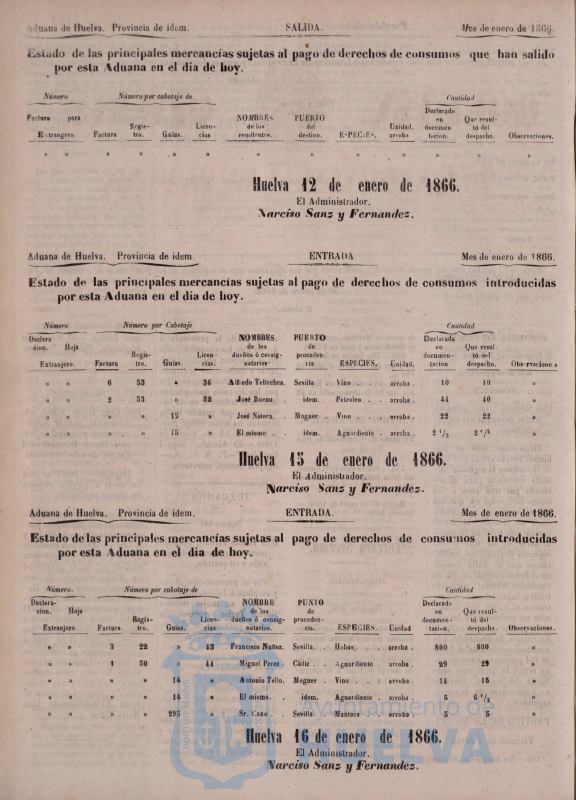 Aduana de Huelva. Provincia de idem. SALIDA. Mes de enero de 1866.
Estado de las principales mercancías sujetas al pago de derechos de consumos que han salido
por esta Aduana en el dia de hoy.
Número Número por cabotaje de Cantidad
Factura para Regis- Licen- NOMBRES PUERTO Unidad. Declarado Que resul-
Extrangero Factura tro. Guias. cias de los del ESPECIES. arroba en tó del Observaciones.
remitentes. destino. documen despacho.
tacion.
» » » » » » » » » » » » »
Huelva 12 de enero de 1866.
El Administrador,
Narciso Sanz y Fernandez.
Aduana de Huelva. Provincia de idem ENTRADA Mes de enero de 1866.
Estado de las principales mercancías sujetas al pago de derechos de consumos introducidas
por esta Aduana en el dia de hoy.
Número Número por Cabotaje Cantidad
Declara NOMBRES PUERTO Declarado
cion. Hoja Regis- Licen- de los de en Que resul-
Extranjero. Factura tro. Guias. cias dueños ó consig- proceden- ESPECIES. Unidad. documen- tó del Observaciones
natarios cia tacion despacho.
» » 6 53 » 36 Alfredo Tellechea. Sevilla Vino . . . arroba 10 10 »
» » 2 53 » 32 José Bueno. . idem. Petroleo . . . arroba 44 40 »
» » » » 15 » José Natera. . Moguer . Vino . . . arroba . 22 22 »
» » » » 15 » El mismo . . idem. Aguardiente . arroba . 2 1/2 2 1/2 »
Huelva 15 de enero de 1866.
El Administrador,
Narciso Sanz y Fernandez.
Aduana de Huelva. Provincia de idem. ENTRADA. Mes de enero de 1866.
Estado de las principales mercancías sujetas al pago de derechos de consumos introducidas
por esta Aduana en el dia de hoy.
Número. Número por cabotaje de Cantidad
Declara- NOMBRE PUNTO Declarado
cion. Hoja Regis- Licen- de los de en Que resul-
Extranjero Factura tro. Guias. cias dueños ó consig- proceden- ESPECIES. Unidad documen- tó del Observaciones.
natarios. cia. tacion. despacho.
» » 3 22 » 43 Francisco Nuñez. Sevilla. Habas, . . . arroba . 800 800 »
» » 1 50 » 44 Miguel Perez . Cádiz . . Aguardiente . arroba . 29 29 »
» » » » 14 » Antonio Tello. Moguer . Vino . . . arroba . 14 15 »
» » » » 14 » El mismo. . idem. Aguardiente . arroba . 5 6 1/2 »
» » » » 295 » Sr. . Sevilla Manteca . . arroba . 5 5 »
Ayuntamiento de
HUELVA
Huelva 16 de enero de 1866.
El Administrador,
Narciso Sanz y Fernandez.